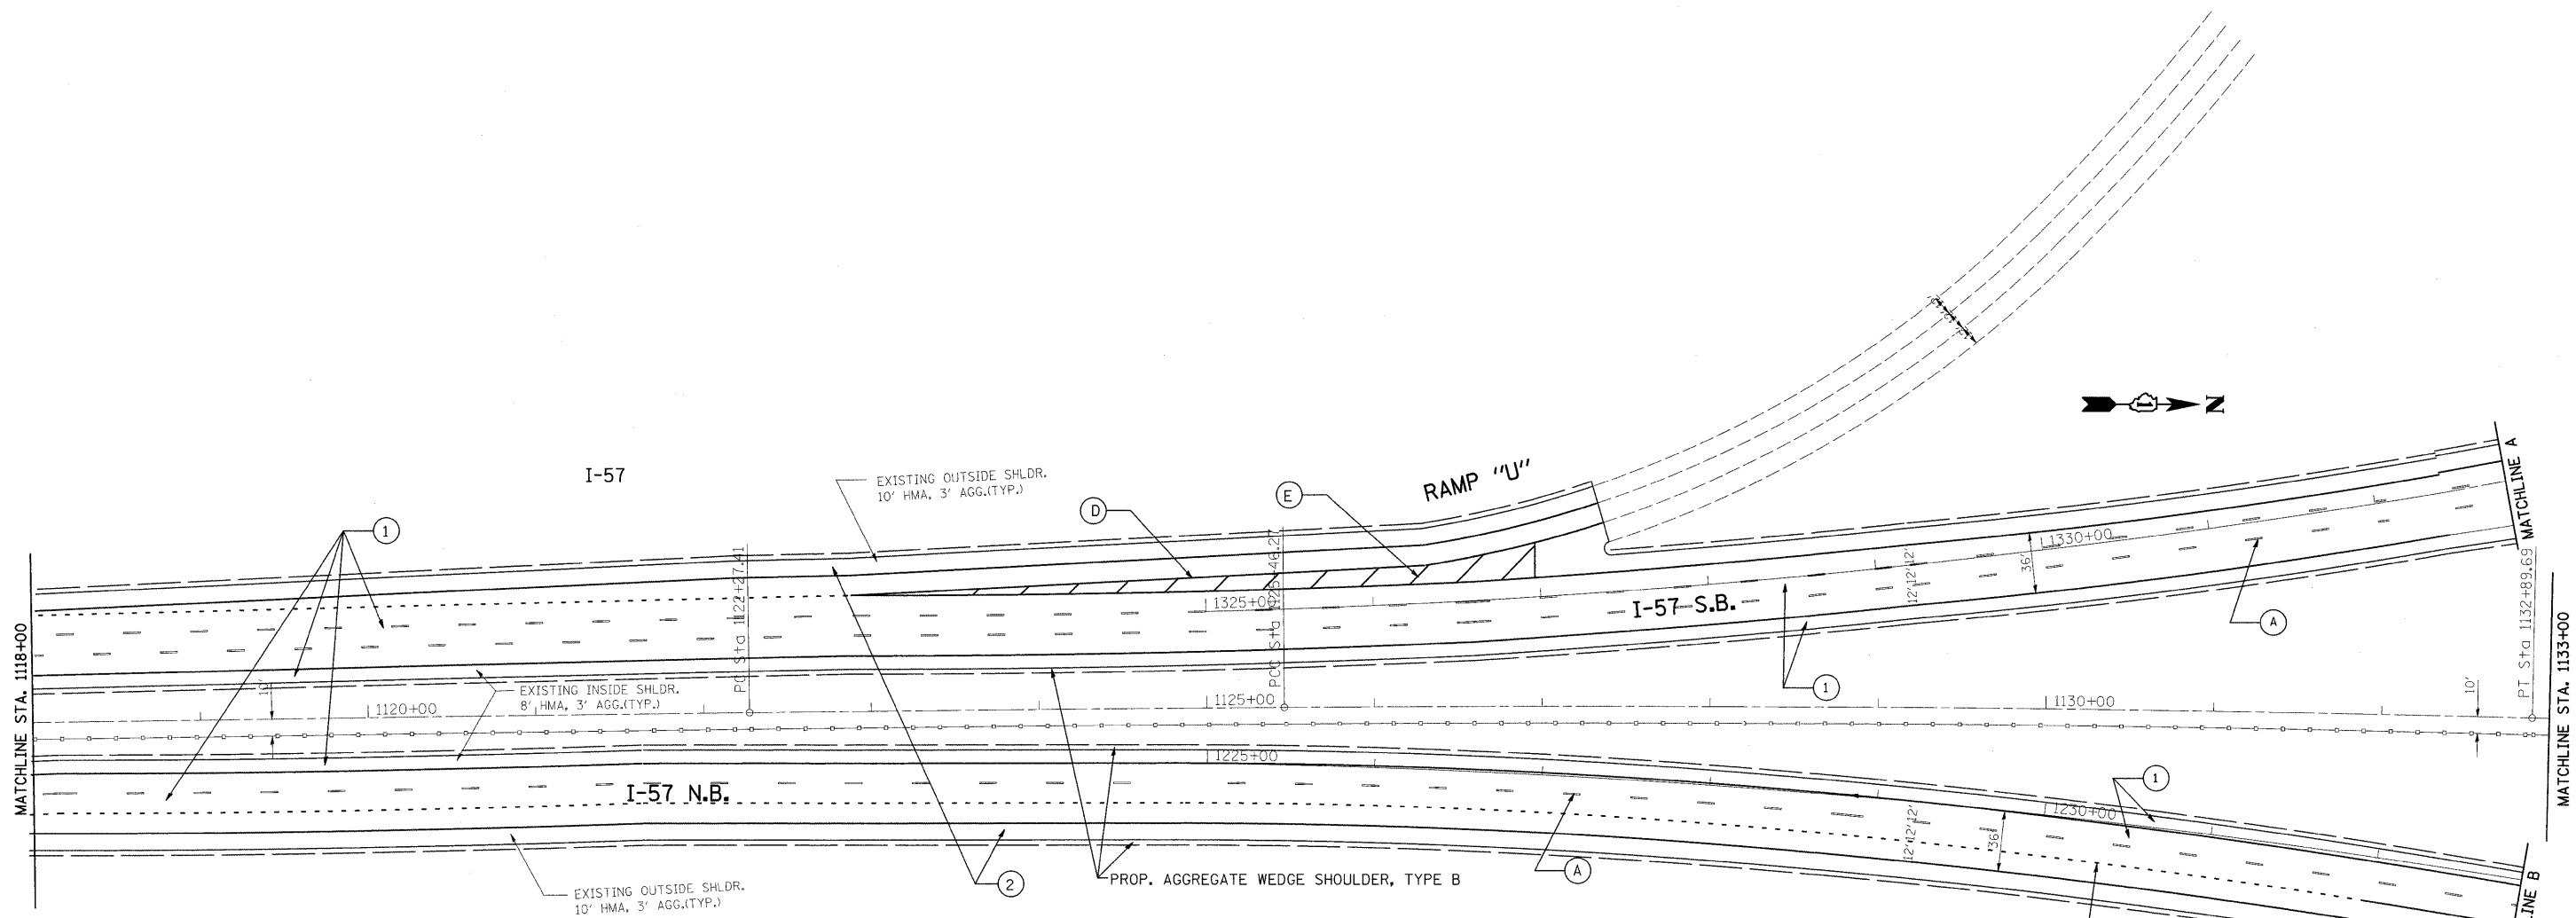 I-57
EXISTING OUTSIDE SHLDR.
10' HMA, 3' AGG.(TYP.)
RAMP "U"
N
D
E
1
MATCHLINE A
1330+00
36'
12'12'12'
I-57 S.B.
A
1325+00
PC Sta 1122+27.41
PT Sta 1132+89.69
MATCHLINE STA. 1118+00
MATCHLINE STA. 1133+00
10'
EXISTING INSIDE SHLDR.
8' HMA, 3' AGG.(TYP.)
1120+00
1125+00
1130+00
1
10'
1225+00
I-57 N.B.
1
1230+00
12'12'12'
36'
EXISTING OUTSIDE SHLDR.
10' HMA, 3' AGG.(TYP.)
2
PROP. AGGREGATE WEDGE SHOULDER, TYPE B
A